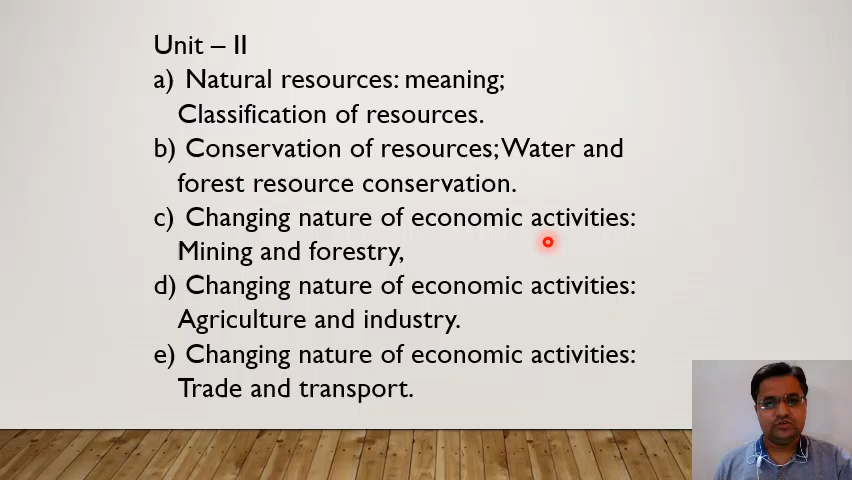 Unit – II
a) Natural resources: meaning;
Classification of resources.
b) Conservation of resources; Water and
forest resource conservation.
c) Changing nature of economic activities:
Mining and forestry,
d) Changing nature of economic activities:
Agriculture and industry.
e) Changing nature of economic activities:
Trade and transport.